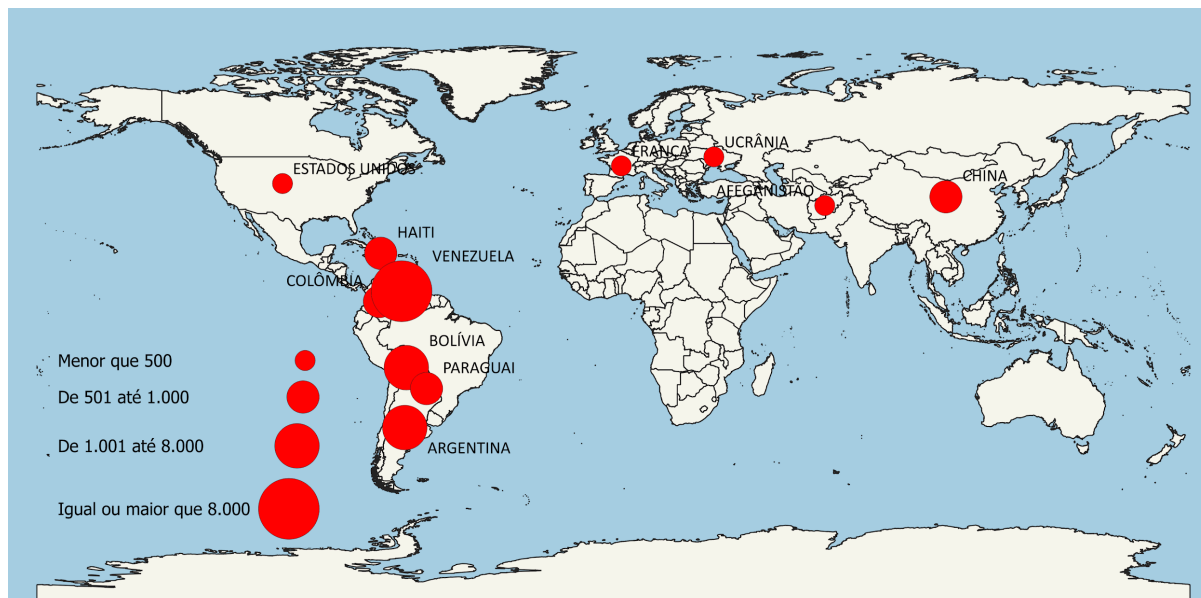 UCRÂNIA
FRANÇA
ESTADOS UNIDOS
CHINA
AFEGANISTÃO
HAITI
VENEZUELA
COLÔMBIA
BOLÍVIA
PARAGUAI
ARGENTINA
Menor que 500
De 501 até 1.000
De 1.001 até 8.000
Igual ou maior que 8.000